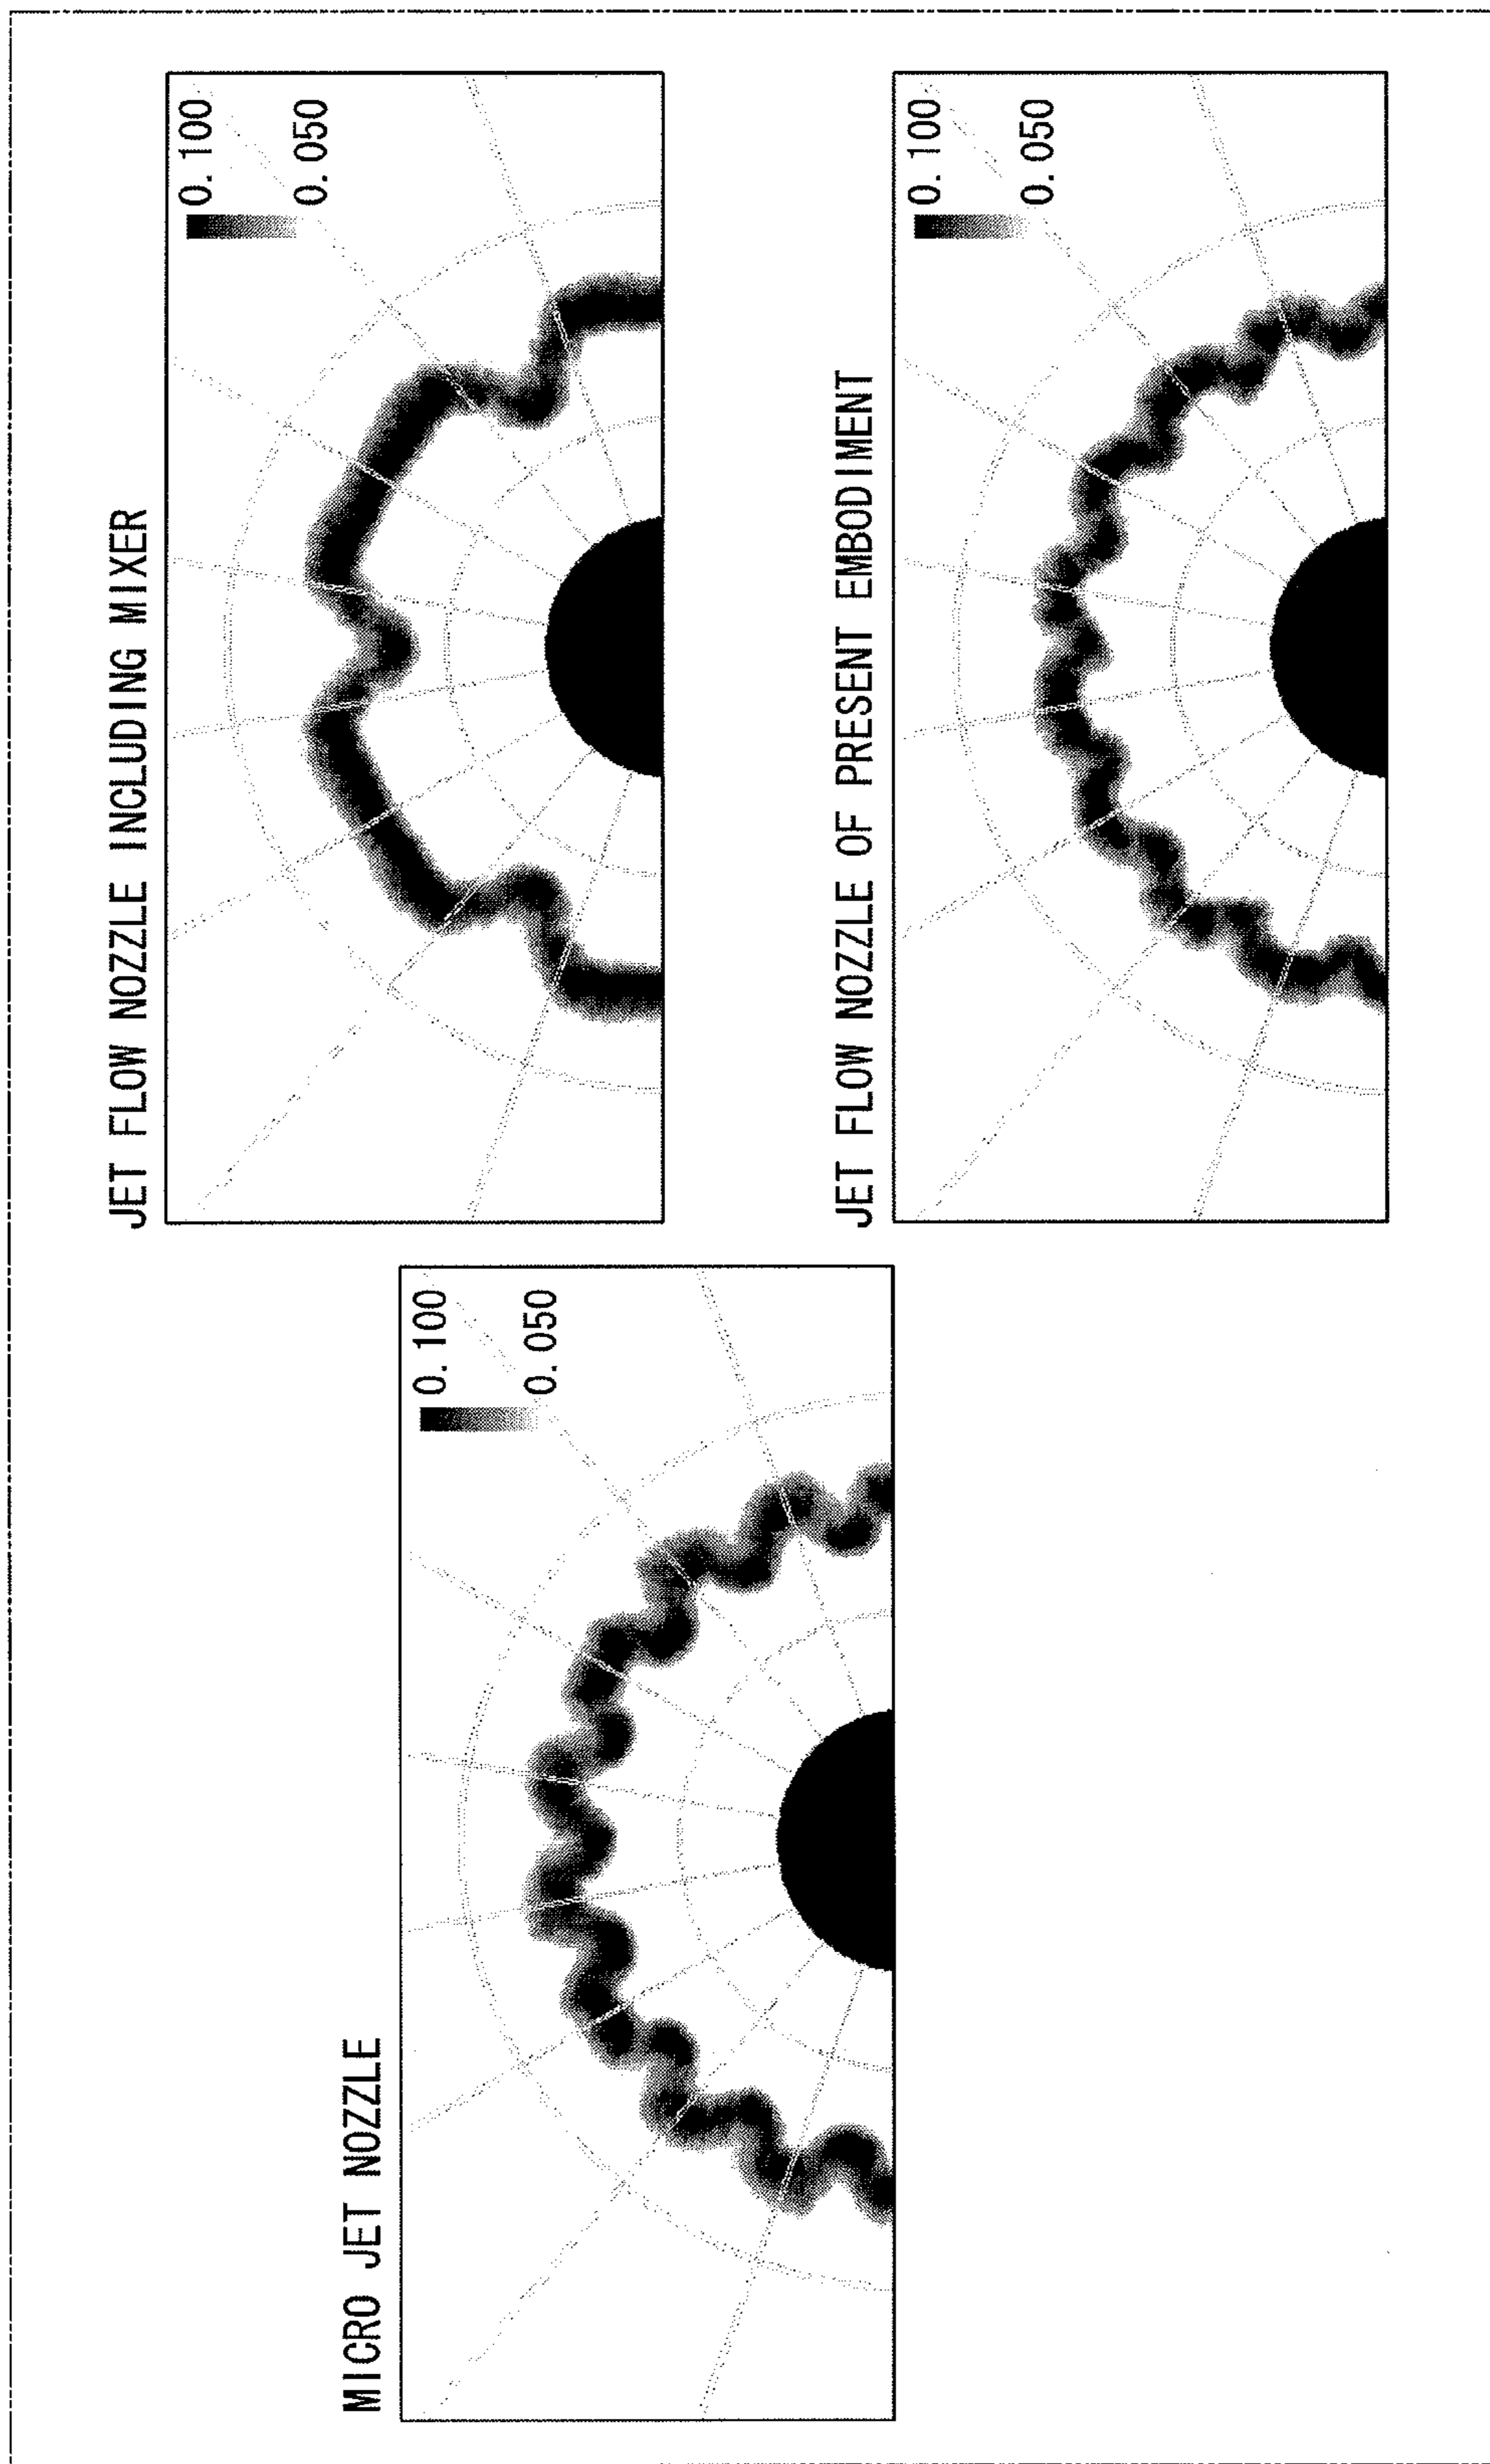 MICRO JET NOZZLE
0. 100
0. 050
JET FLOW NOZZLE INCLUDING MIXER
0. 100
0. 050
JET FLOW NOZZLE OF PRESENT EMBODIMENT
0. 100
0. 050